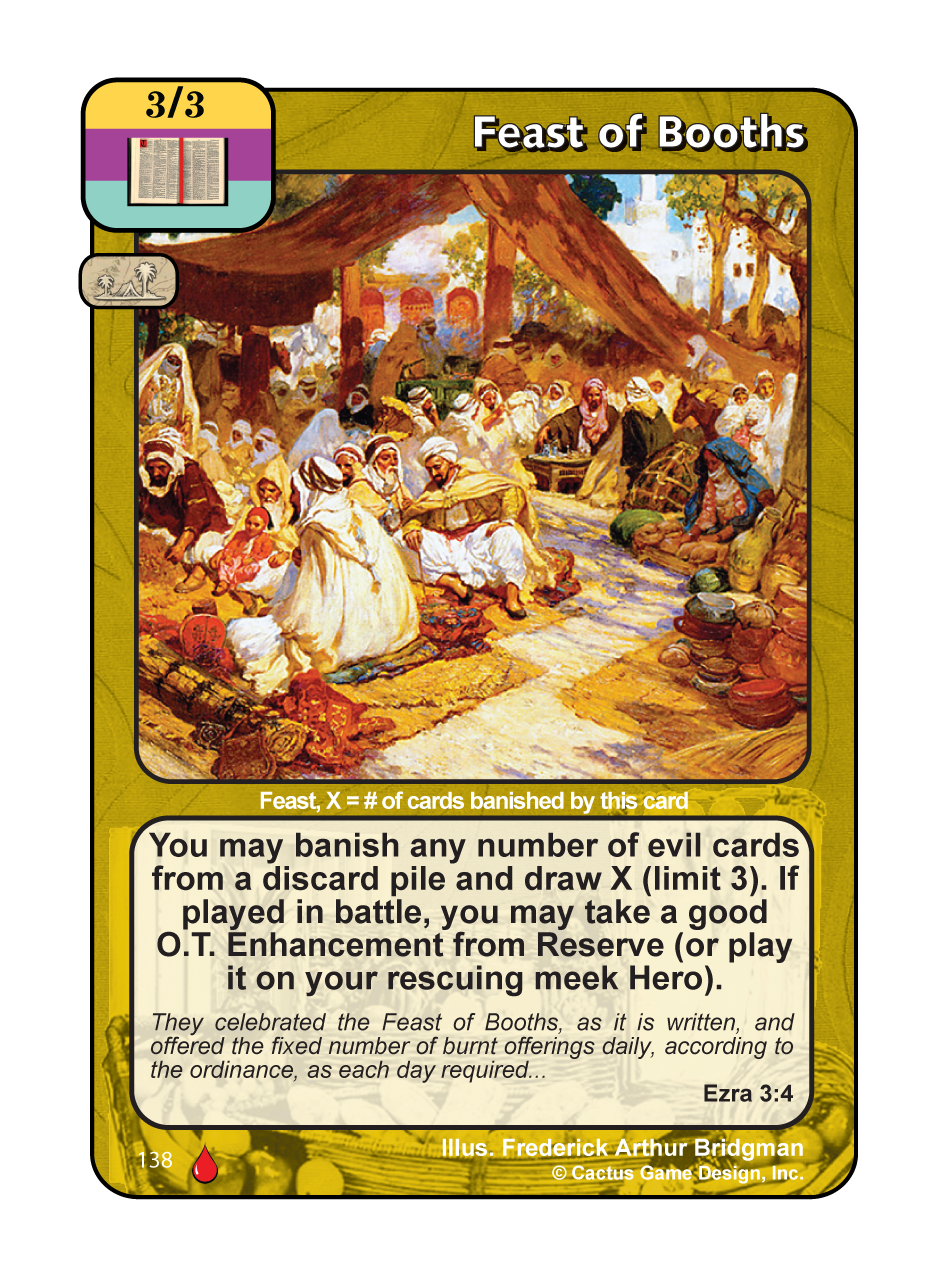 3/3
Feast of Booths
Feast, X = # of cards banished by this card
You may banish any number of evil cards
from a discard pile and draw X (limit 3). If
played in battle, you may take a good
O.T. Enhancement from Reserve (or play
it on your rescuing meek Hero).
They celebrated the Feast of Booths, as it is written, and
offered the fixed number of burnt offerings daily, according to
the ordinance, as each day required...
Ezra 3:4
138
Illus. Frederick Arthur Bridgman
© Cactus Game Design, Inc.